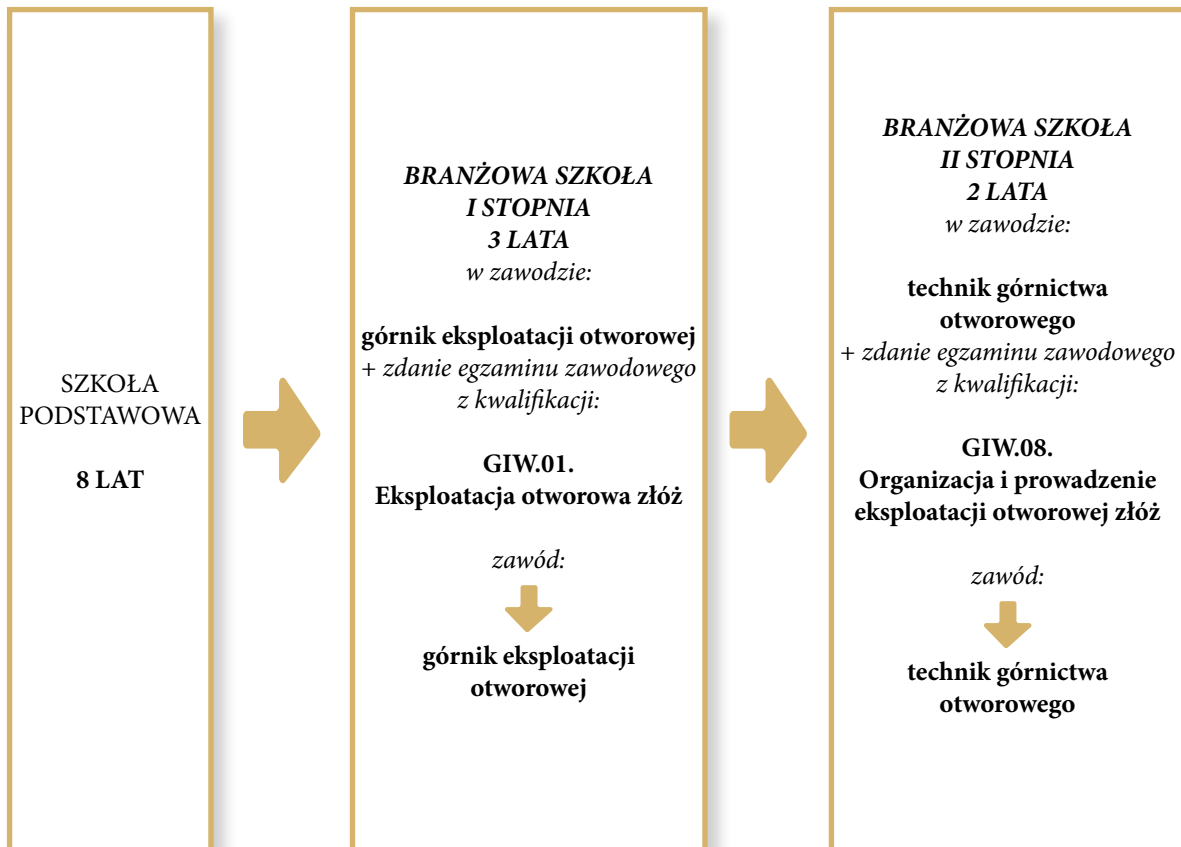 SZKOŁA
PODSTAWOWA
8 LAT
BRANŻOWA SZKOŁA
I STOPNIA
3 LATA
w zawodzie:
górnik eksploatacji otworowej
+ zdanie egzaminu zawodowego
z kwalifikacji:
GIW.01.
Eksploatacja otworowa złóż
zawód:
górnik eksploatacji
otworowej
BRANŻOWA SZKOŁA
II STOPNIA
2 LATA
w zawodzie:
technik górnictwa
otworowego
+ zdanie egzaminu zawodowego
z kwalifikacji:
GIW.08.
Organizacja i prowadzenie
eksploatacji otworowej złóż
zawód:
technik górnictwa
otworowego